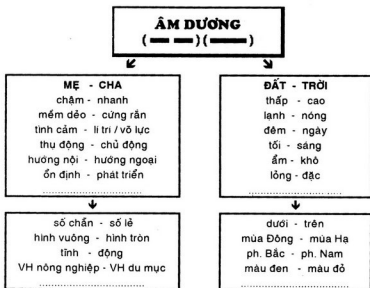 ÂM DƯƠNG
(— —)(——)
MẸ - CHA
chậm - nhanh
mềm dẻo - cứng rắn
tình cảm - lí trí / võ lực
thụ động - chủ động
hướng nội - hướng ngoại
ổn định - phát triển
........................................
ĐẤT - TRỜI
thấp - cao
lạnh - nóng
đêm - ngày
tối - sáng
ẩm - khô
lỏng - đặc
........................................
số chẵn - số lẻ
hình vuông - hình tròn
tĩnh - động
VH nông nghiệp - VH du mục
........................................
dưới - trên
mùa Đông - mùa Hạ
ph. Bắc - ph. Nam
màu đen - màu đỏ
........................................